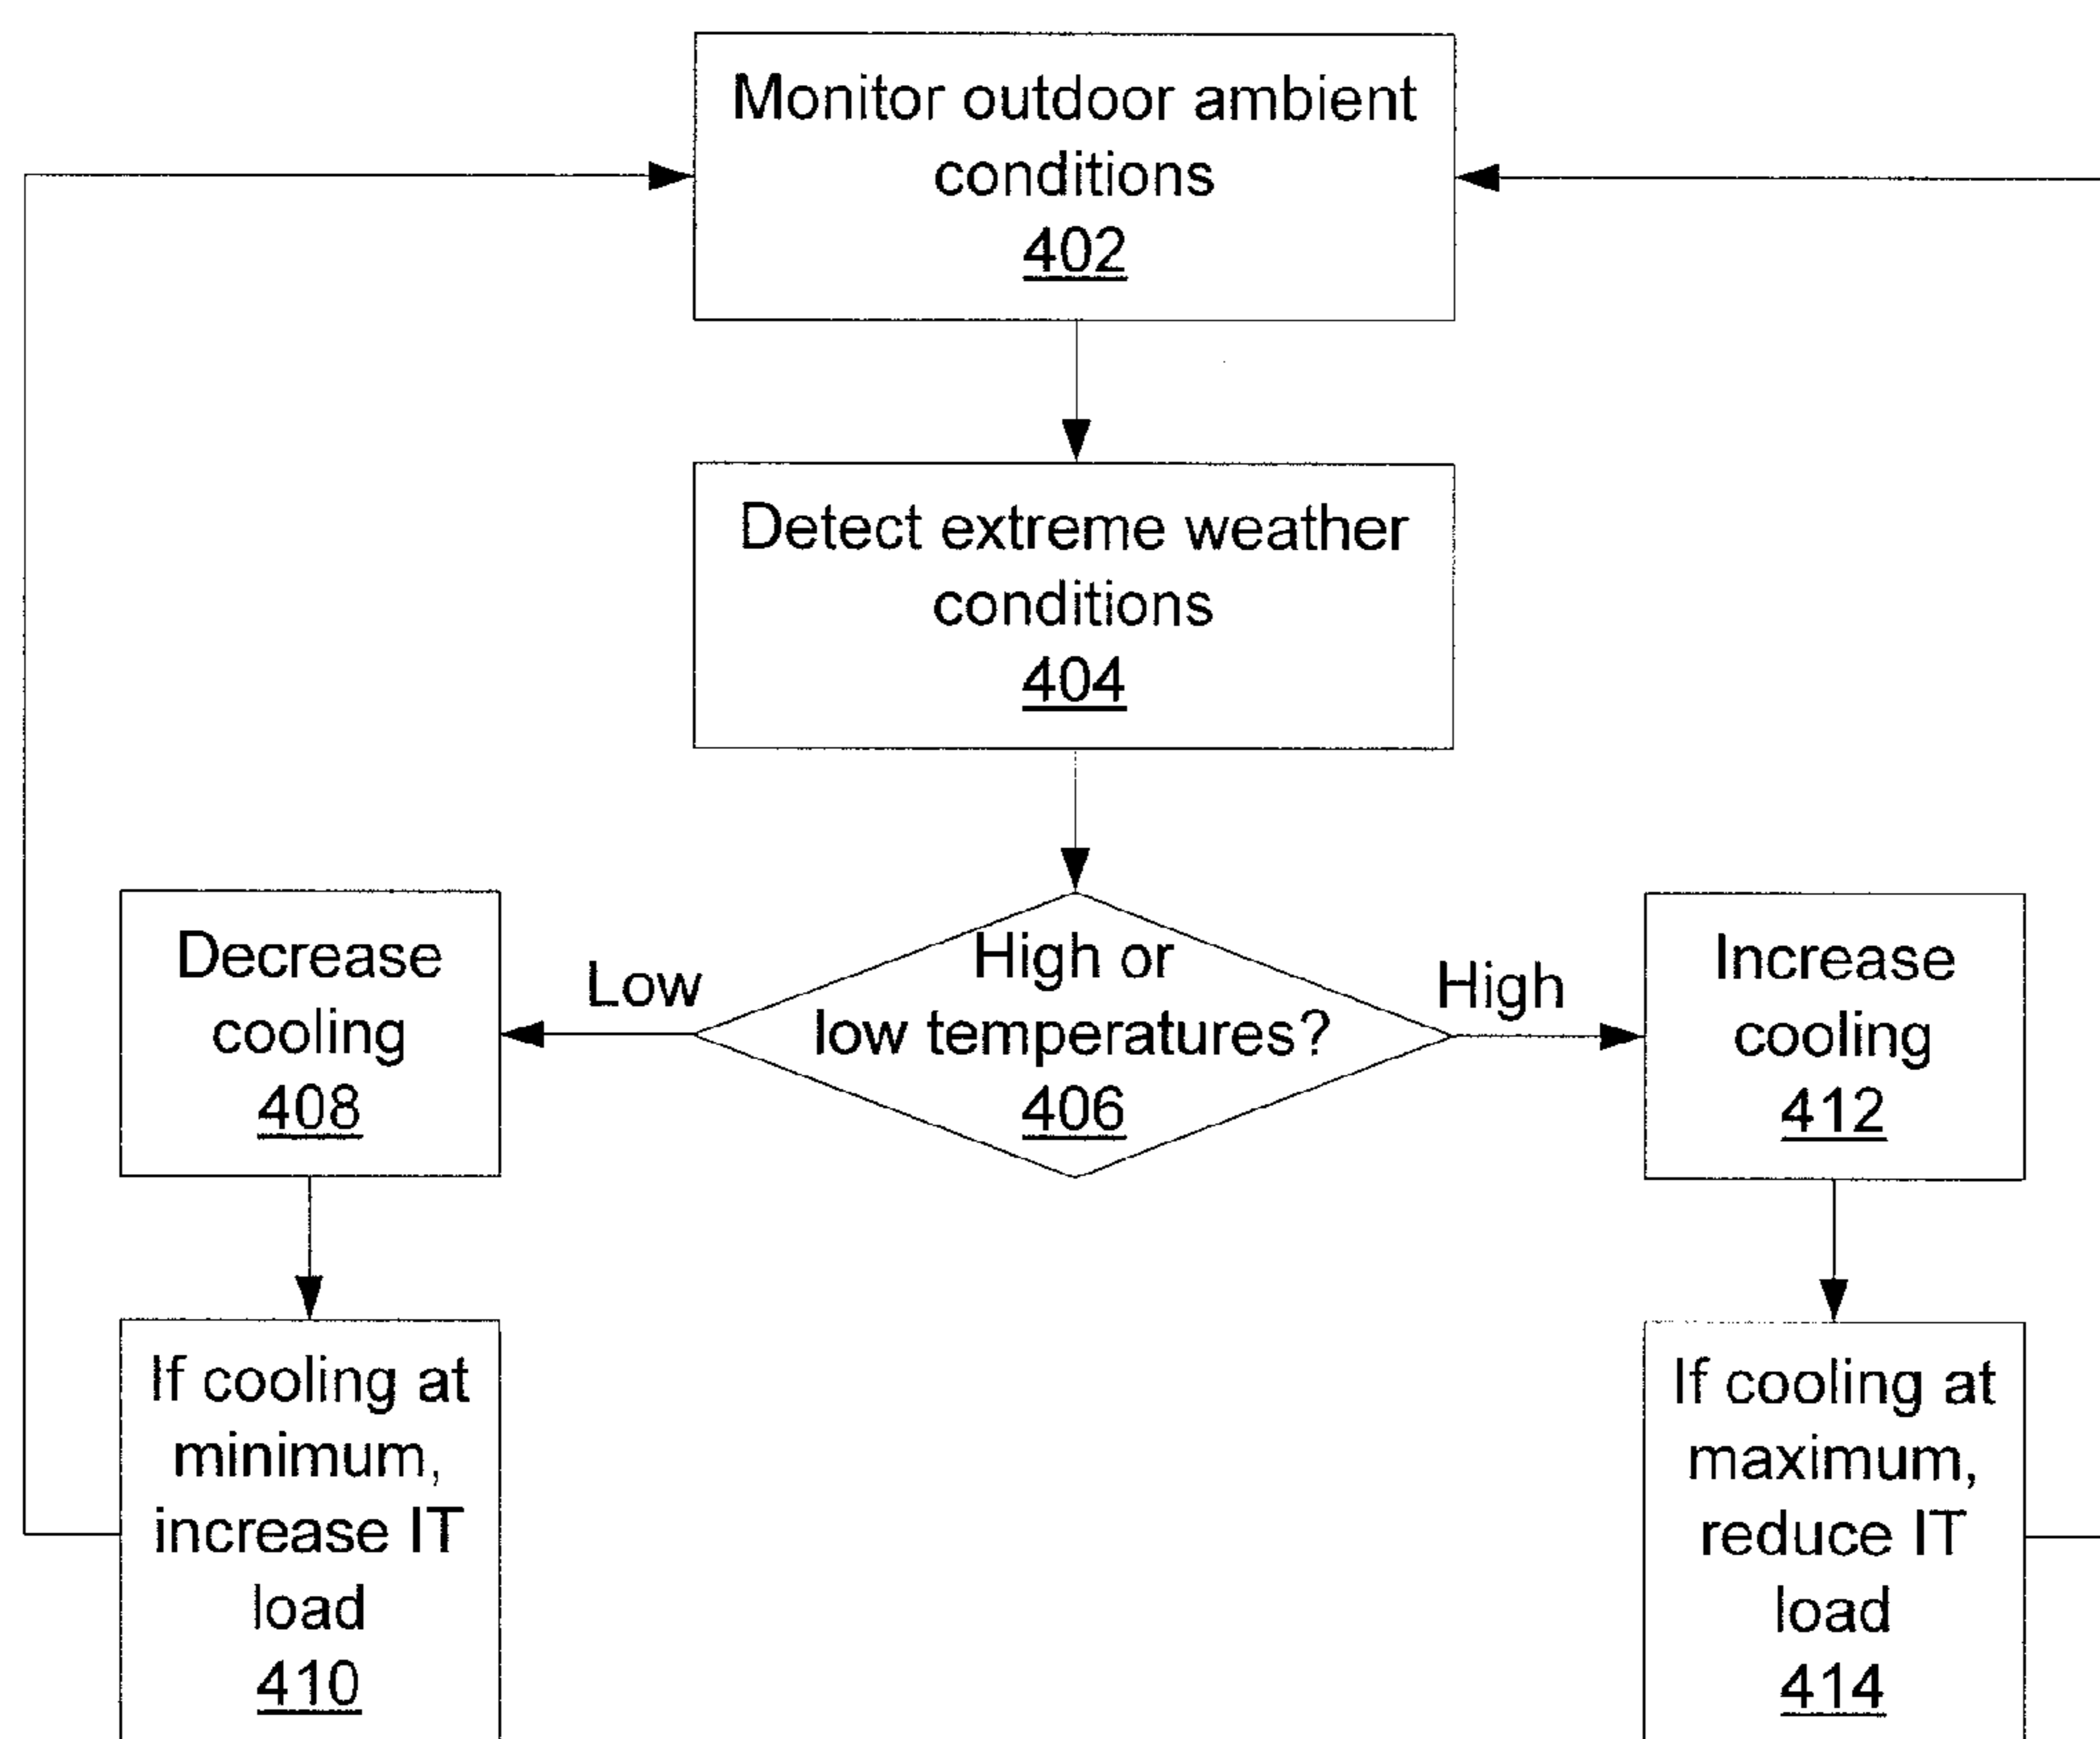 Monitor outdoor ambient
conditions
402
Detect extreme weather
conditions
404
High or
low temperatures?
406
Low
High
Decrease
cooling
408
If cooling at
minimum,
increase IT
load
410
Increase
cooling
412
If cooling at
maximum,
reduce IT
load
414